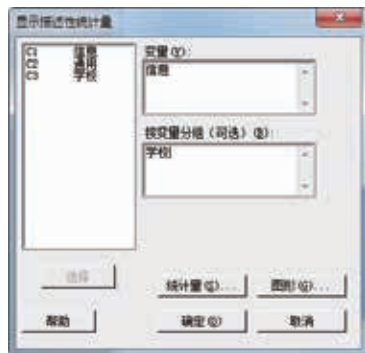 显示描述性统计量
C1 信息
C2 通用
C3 学校
变量(V):
信息
按变量分组（可选）(B):
学校
选择
统计量(S)...
图形(G)...
帮助
确定(O)
取消